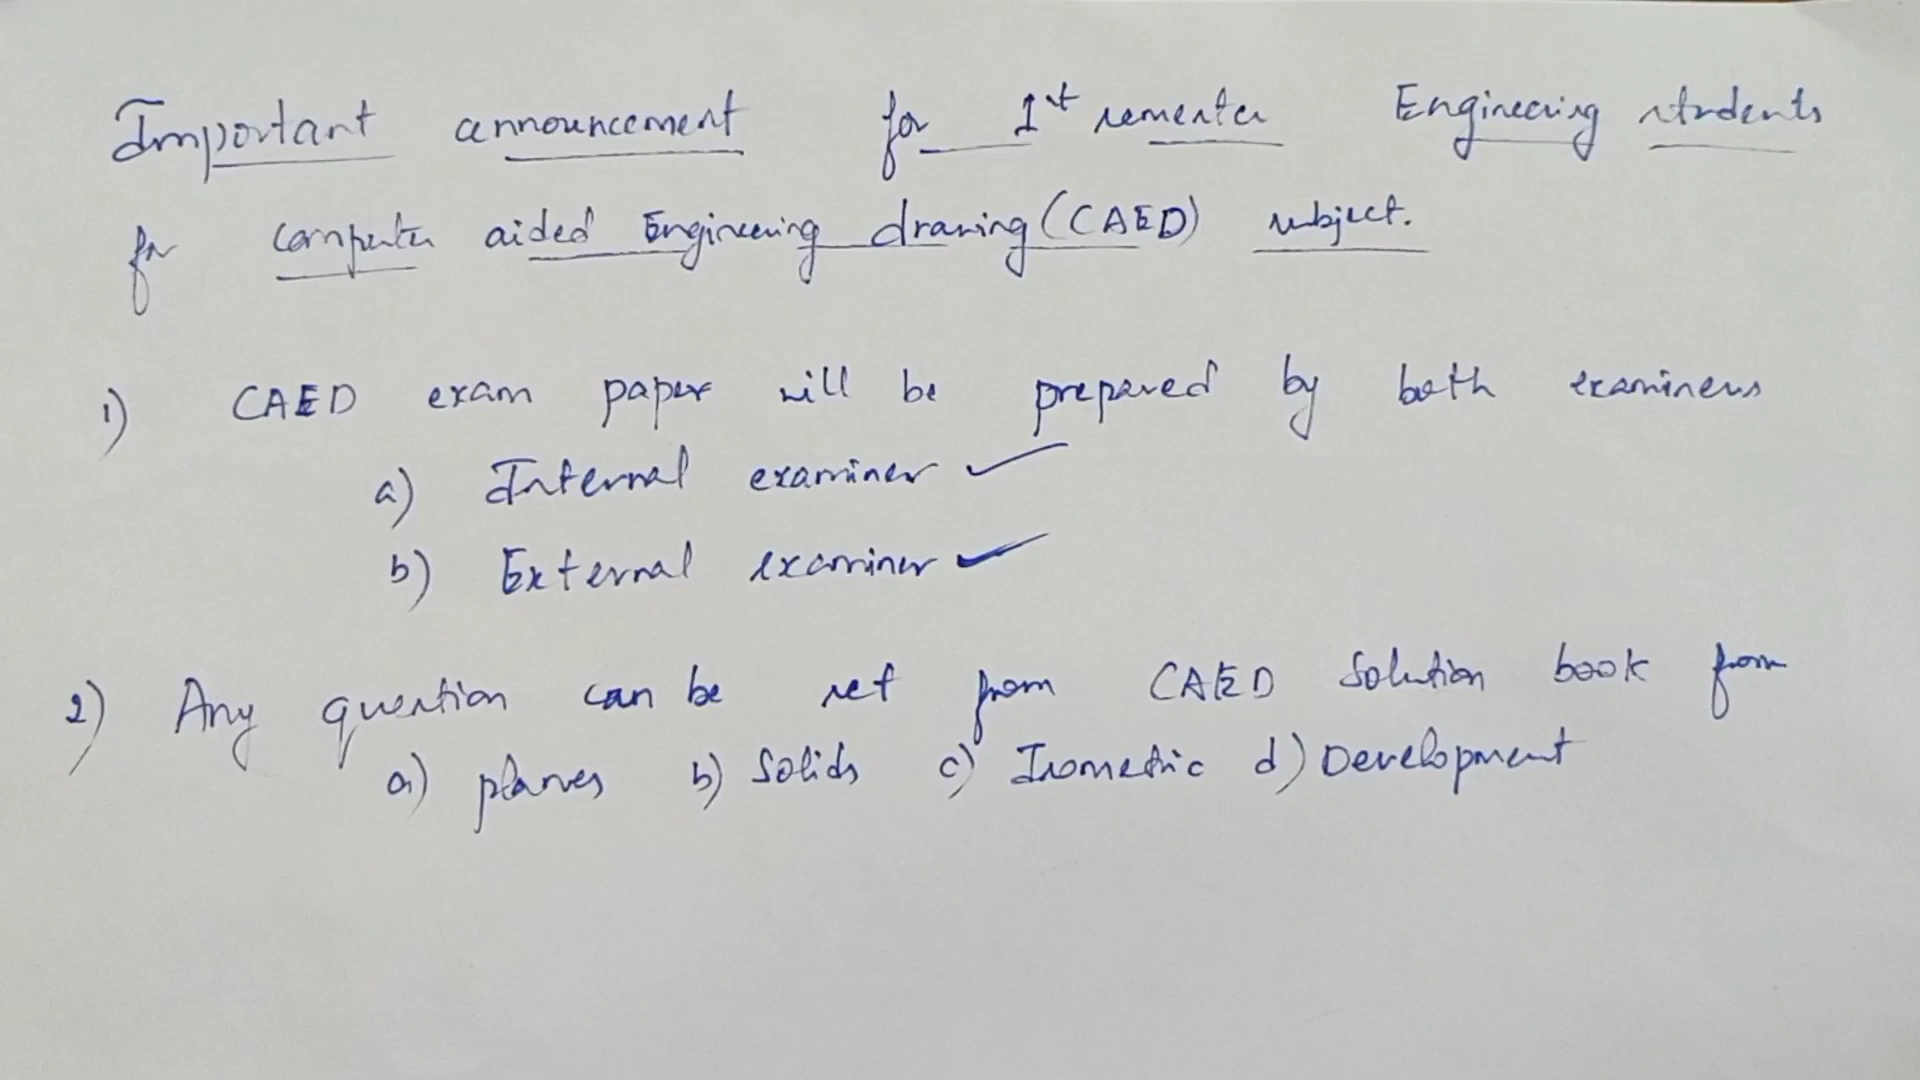 Important announcement for 1st semester Engineering students
for computer aided Engineering drawing (CAED) subject.
1) CAED exam paper will be prepared by both examiners
a) Internal examiner ✓
b) External examiner ✓
2) Any question can be set from CAED Solution book from
a) planes b) Solids c) Isometric d) Development